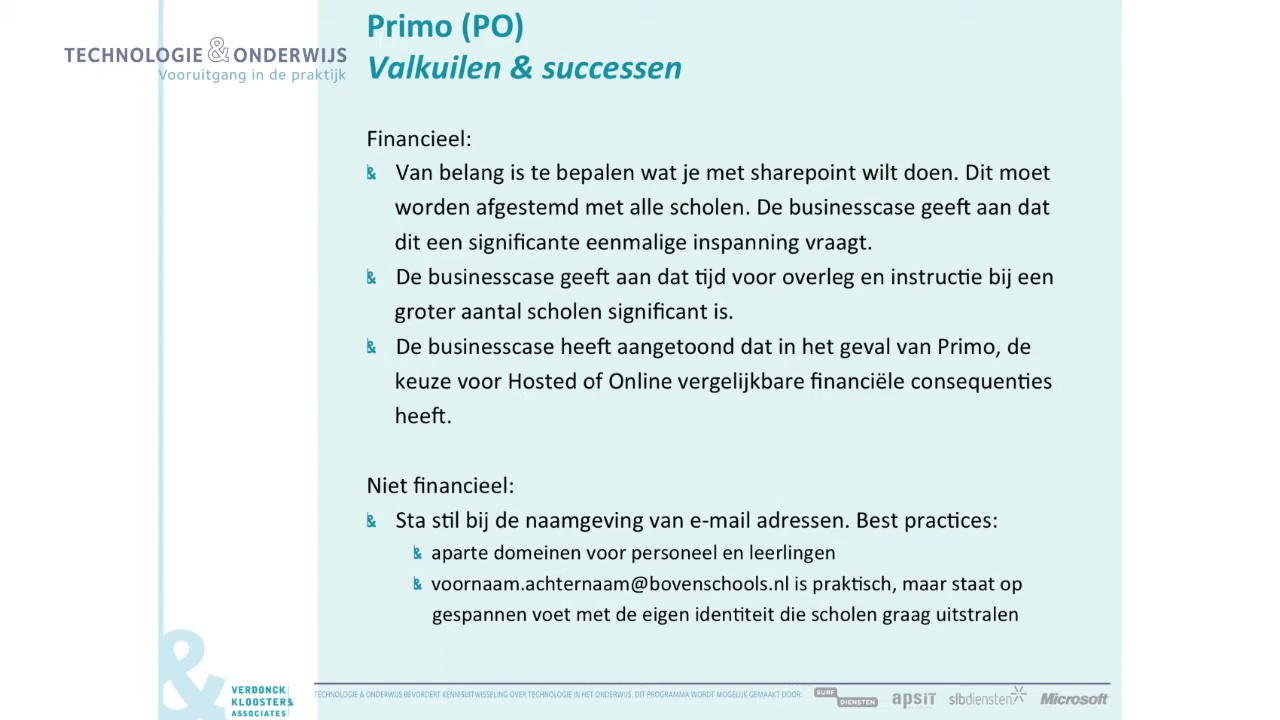 Primo (PO)
TECHNOLOGIE & ONDERWIJS
Vooruitgang in de praktijk
Valkuilen & successen
Financieel:
& Van belang is te bepalen wat je met sharepoint wilt doen. Dit moet
worden afgestemd met alle scholen. De businesscase geeft aan dat
dit een significante eenmalige inspanning vraagt.
& De businesscase geeft aan dat tijd voor overleg en instructie bij een
groter aantal scholen significant is.
& De businesscase heeft aangetoond dat in het geval van Primo, de
keuze voor Hosted of Online vergelijkbare financiële consequenties
heeft.
Niet financieel:
& Sta stil bij de naamgeving van e-mail adressen. Best practices:
& aparte domeinen voor personeel en leerlingen
& voornaam.achternaam@bovenschools.nl is praktisch, maar staat op
gespannen voet met de eigen identiteit die scholen graag uitstralen
&
VERDONCK
KLOOSTER &
ASSOCIATES
TECHNOLOGIE & ONDERWIJS BEVORDERT KENNISUITWISSELING OVER TECHNOLOGIE IN HET ONDERWIJS. DIT PROGRAMMA WORDT MOGELIJK GEMAAKT DOOR:
SURF
DIENSTEN
apsiT
slbdiensten
Microsoft